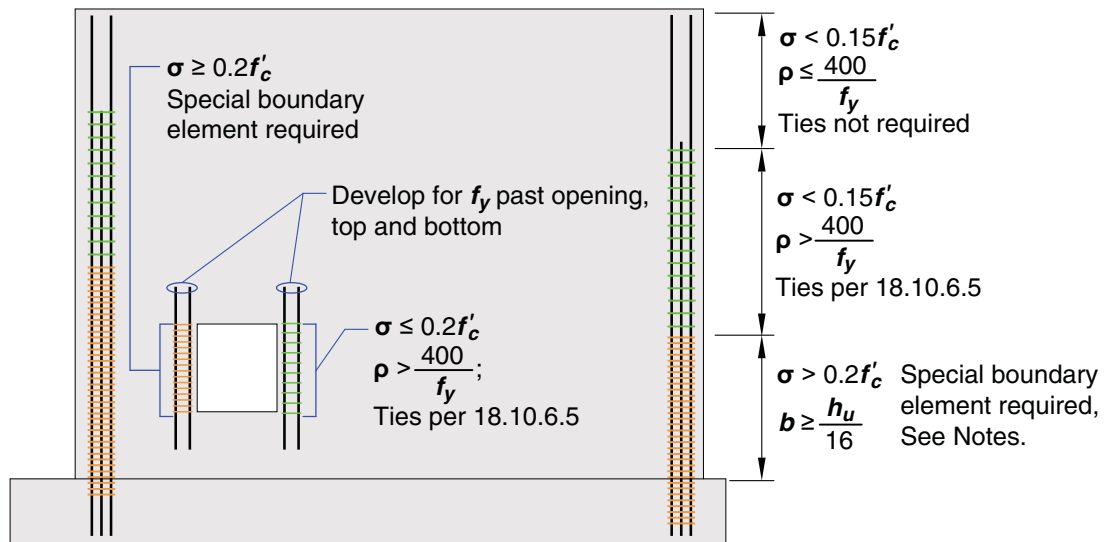 σ ≥ 0.2f′c
Special boundary
element required
Develop for fy past opening,
top and bottom
σ ≤ 0.2f′c
ρ > 400/fy;
Ties per 18.10.6.5
σ < 0.15f′c
ρ ≤ 400/fy
Ties not required
σ < 0.15f′c
ρ > 400/fy
Ties per 18.10.6.5
σ > 0.2f′c Special boundary
element required,
b ≥ hu/16
See Notes.